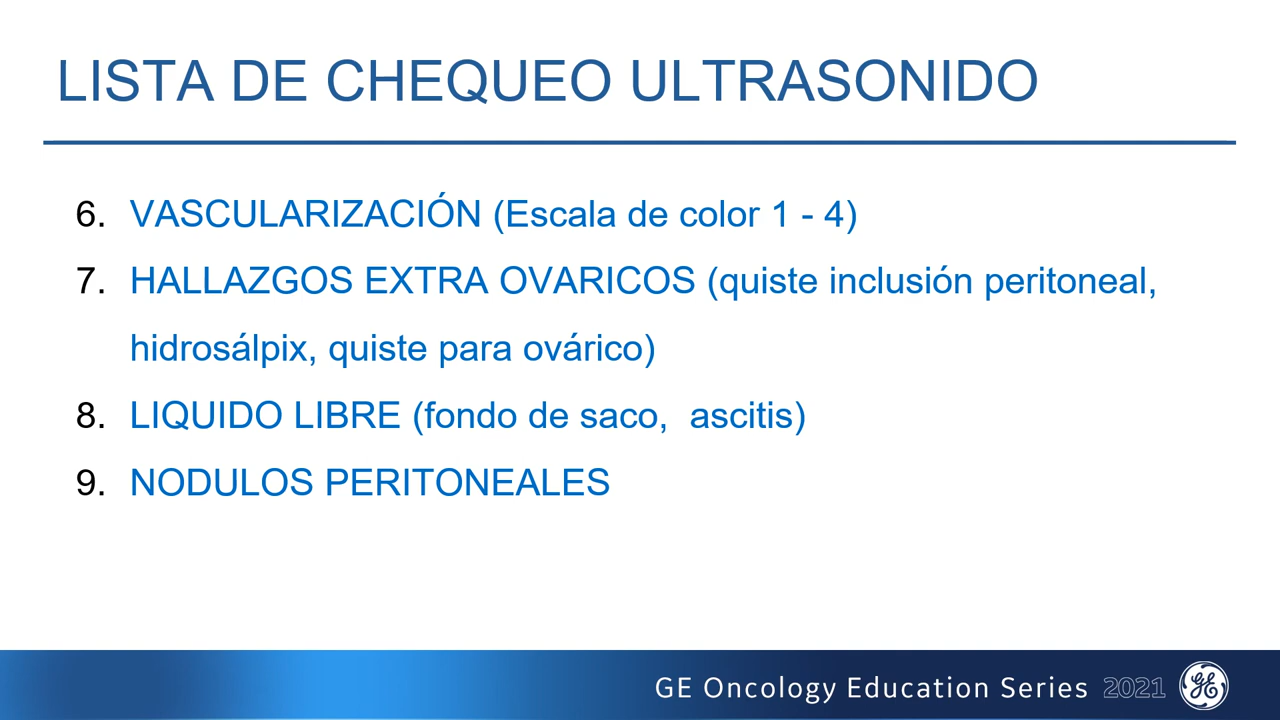 LISTA DE CHEQUEO ULTRASONIDO
6. VASCULARIZACIÓN (Escala de color 1 - 4)
7. HALLAZGOS EXTRA OVARICOS (quiste inclusión peritoneal,
hidrosálpix, quiste para ovárico)
8. LIQUIDO LIBRE (fondo de saco,  ascitis)
9. NODULOS PERITONEALES
GE Oncology Education Series 2021